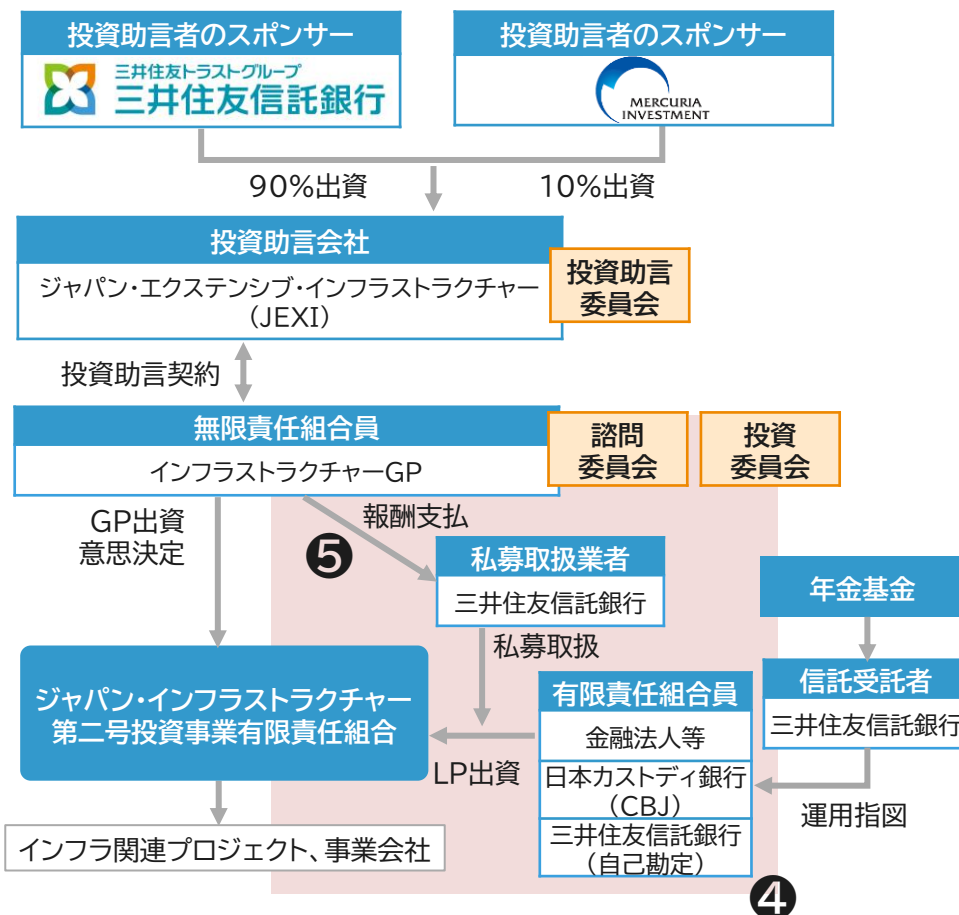 投資助言者のスポンサー
三井住友トラストグループ
三井住友信託銀行
投資助言者のスポンサー
MERCURIA
INVESTMENT
90%出資
10%出資
投資助言会社
ジャパン・エクステンシブ・インフラストラクチャー
(JEXI)
投資助言
委員会
投資助言契約
無限責任組合員
インフラストラクチャーGP
諮問
委員会
投資
委員会
GP出資
意思決定
報酬支払
❺
私募取扱業者
三井住友信託銀行
年金基金
私募取扱
信託受託者
三井住友信託銀行
ジャパン・インフラストラクチャー
第二号投資事業有限責任組合
有限責任組合員
金融法人等
日本カストディ銀行
(CBJ)
三井住友信託銀行
(自己勘定)
LP出資
運用指図
インフラ関連プロジェクト、事業会社
❹